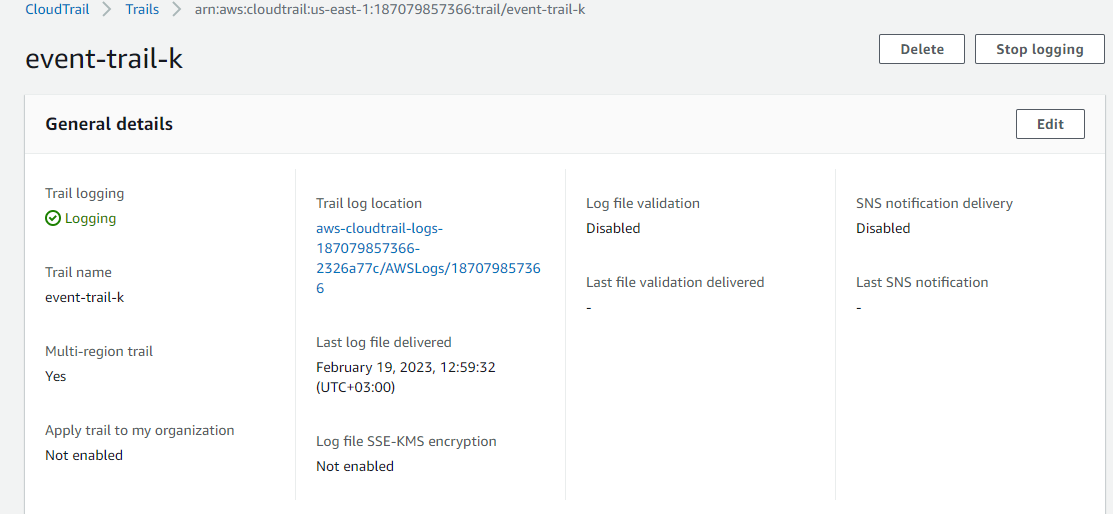 CloudTrail > Trails > arn:aws:cloudtrail:us-east-1:187079857366:trail/event-trail-k
event-trail-k
Delete
Stop logging
General details
Edit
Trail logging
Logging
Trail name
event-trail-k
Multi-region trail
Yes
Apply trail to my organization
Not enabled
Trail log location
aws-cloudtrail-logs-
187079857366-
2326a77c/AWSLogs/18707985736
6
Last log file delivered
February 19, 2023, 12:59:32
(UTC+03:00)
Log file SSE-KMS encryption
Not enabled
Log file validation
Disabled
Last file validation delivered
-
SNS notification delivery
Disabled
Last SNS notification
-